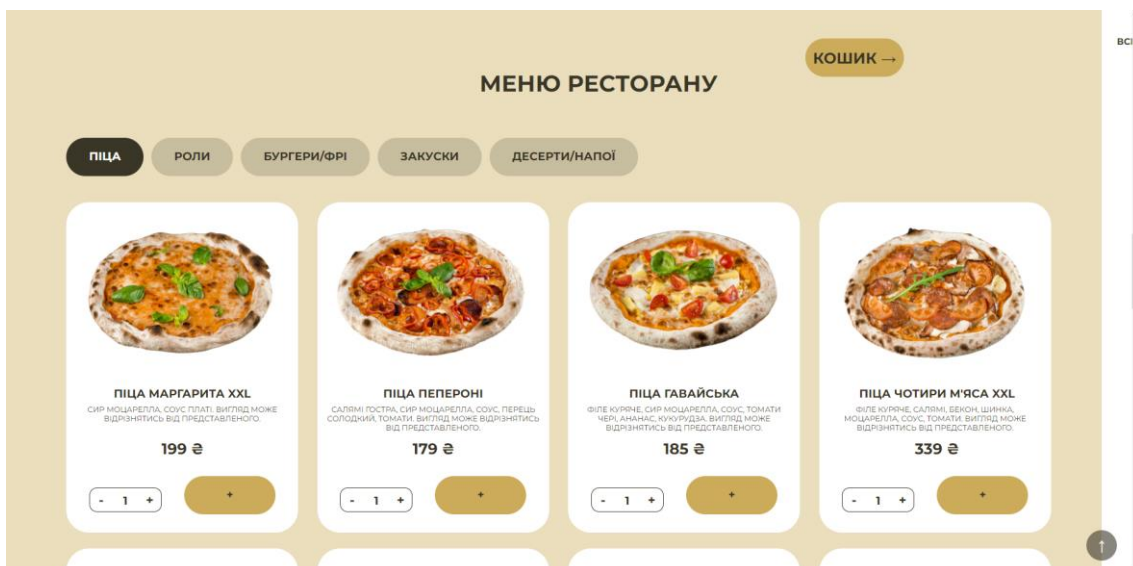 КОШИК →
ВСІ
МЕНЮ РЕСТОРАНУ
ПІЦА
РОЛИ
БУРГЕРИ/ФРІ
ЗАКУСКИ
ДЕСЕРТИ/НАПОЇ
ПІЦА МАРГАРИТА XXL
СИР МОЦАРЕЛЛА, СОУС ПЛАТІ. ВИГЛЯД МОЖЕ
ВІДРІЗНЯТИСЬ ВІД ПРЕДСТАВЛЕНОГО.
199 ₴
- 1 +
+
ПІЦА ПЕПЕРОНІ
САЛЯМІ ГОСТРА, СИР МОЦАРЕЛЛА, СОУС, ПЕРЕЦЬ
СОЛОДКИЙ, ТОМАТИ. ВИГЛЯД МОЖЕ ВІДРІЗНЯТИСЬ
ВІД ПРЕДСТАВЛЕНОГО.
179 ₴
- 1 +
+
ПІЦА ГАВАЙСЬКА
ФІЛЕ КУРЯЧЕ, СИР МОЦАРЕЛЛА, СОУС, ТОМАТИ
ЧЕРІ, АНАНАС, КУКУРУДЗА. ВИГЛЯД МОЖЕ
ВІДРІЗНЯТИСЬ ВІД ПРЕДСТАВЛЕНОГО.
185 ₴
- 1 +
+
ПІЦА ЧОТИРИ М'ЯСА XXL
ФІЛЕ КУРЯЧЕ, САЛЯМІ, БЕКОН, ШИНКА,
МОЦАРЕЛЛА, СОУС, ТОМАТИ. ВИГЛЯД МОЖЕ
ВІДРІЗНЯТИСЬ ВІД ПРЕДСТАВЛЕНОГО.
339 ₴
- 1 +
+
↑